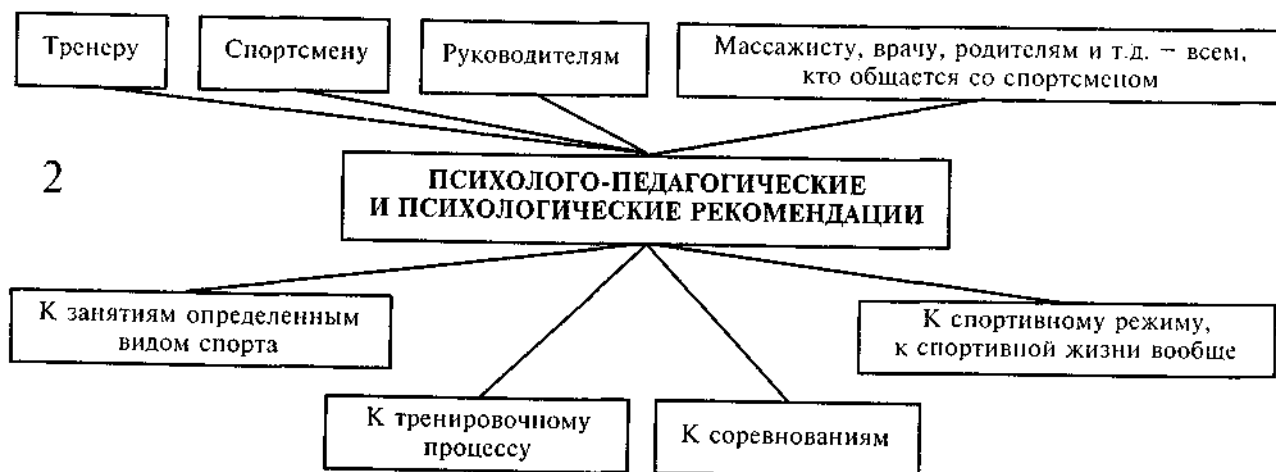 Тренеру
Спортсмену
Руководителям
Массажисту, врачу, родителям и т.д. – всем,
кто общается со спортсменом
2
ПСИХОЛОГО-ПЕДАГОГИЧЕСКИЕ
И ПСИХОЛОГИЧЕСКИЕ РЕКОМЕНДАЦИИ
К занятиям определенным
видом спорта
К спортивному режиму,
к спортивной жизни вообще
К тренировочному
процессу
К соревнованиям